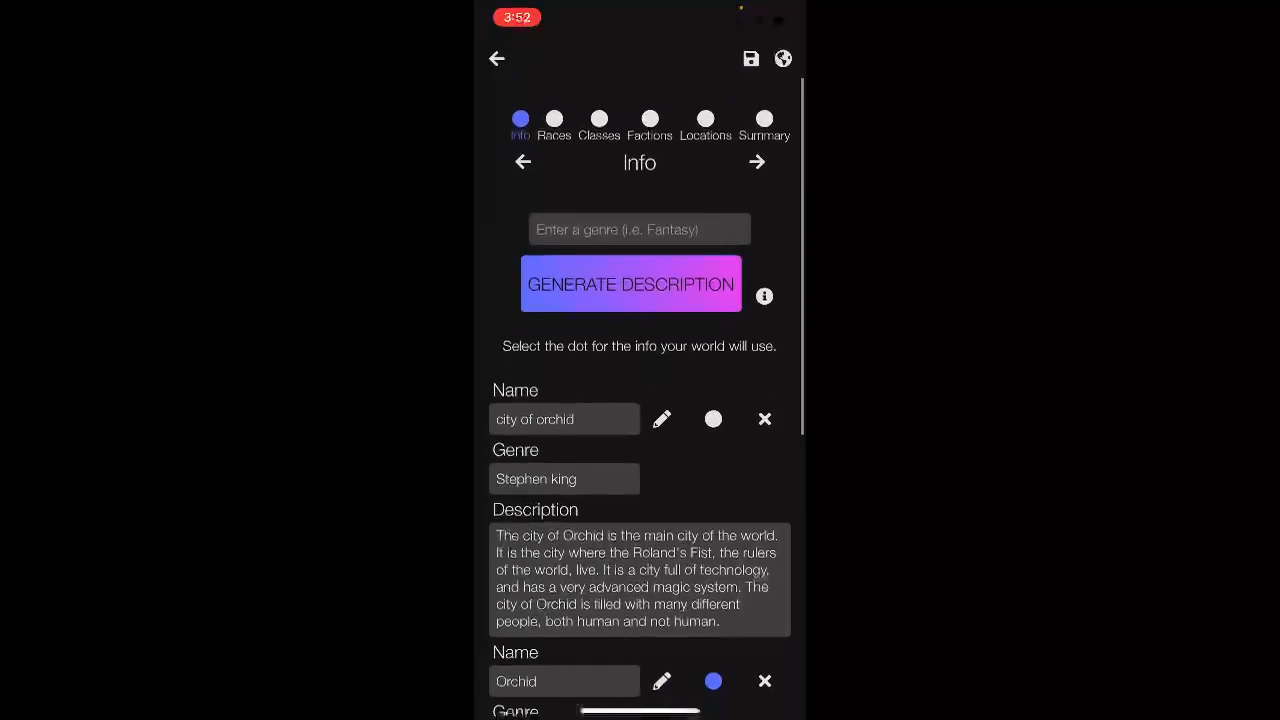 3:52
Info Races Classes Factions Locations Summary
Info
Enter a genre (i.e. Fantasy)
GENERATE DESCRIPTION
Select the dot for the info your world will use.
Name
city of orchid
Genre
Stephen king
Description
The city of Orchid is the main city of the world.
It is the city where the Roland's Fist, the rulers
of the world, live. It is a city full of technology,
and has a very advanced magic system. The
city of Orchid is filled with many different
people, both human and not human.
Name
Orchid
Genre